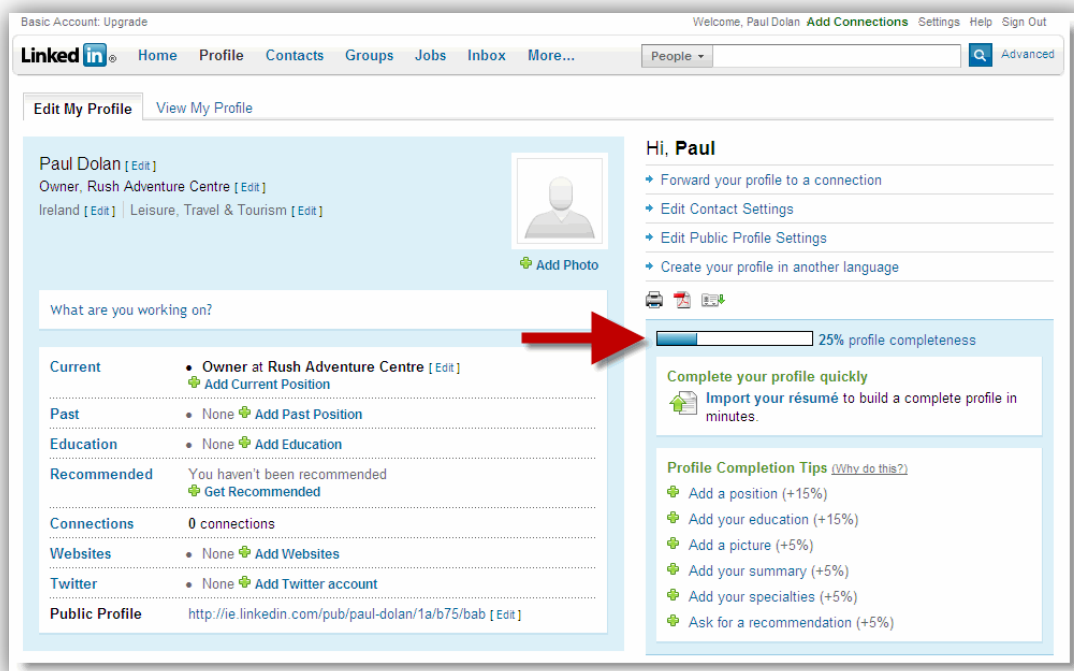 Basic Account: Upgrade
Welcome, Paul Dolan Add Connections Settings Help Sign Out
Linked in ® Home Profile Contacts Groups Jobs Inbox More...
People
Advanced
Edit My Profile View My Profile
Paul Dolan [ Edit ]
Owner, Rush Adventure Centre [ Edit ]
Ireland [ Edit ] | Leisure, Travel & Tourism [ Edit ]
Add Photo
What are you working on?
Current • Owner at Rush Adventure Centre [ Edit ]
Add Current Position
Past • None Add Past Position
Education • None Add Education
Recommended You haven't been recommended
Get Recommended
Connections 0 connections
Websites • None Add Websites
Twitter • None Add Twitter account
Public Profile http://ie.linkedin.com/pub/paul-dolan/1a/b75/bab [ Edit ]
Hi, Paul
Forward your profile to a connection
Edit Contact Settings
Edit Public Profile Settings
Create your profile in another language
25% profile completeness
Complete your profile quickly
Import your résumé to build a complete profile in
minutes.
Profile Completion Tips (Why do this?)
Add a position (+15%)
Add your education (+15%)
Add a picture (+5%)
Add your summary (+5%)
Add your specialties (+5%)
Ask for a recommendation (+5%)